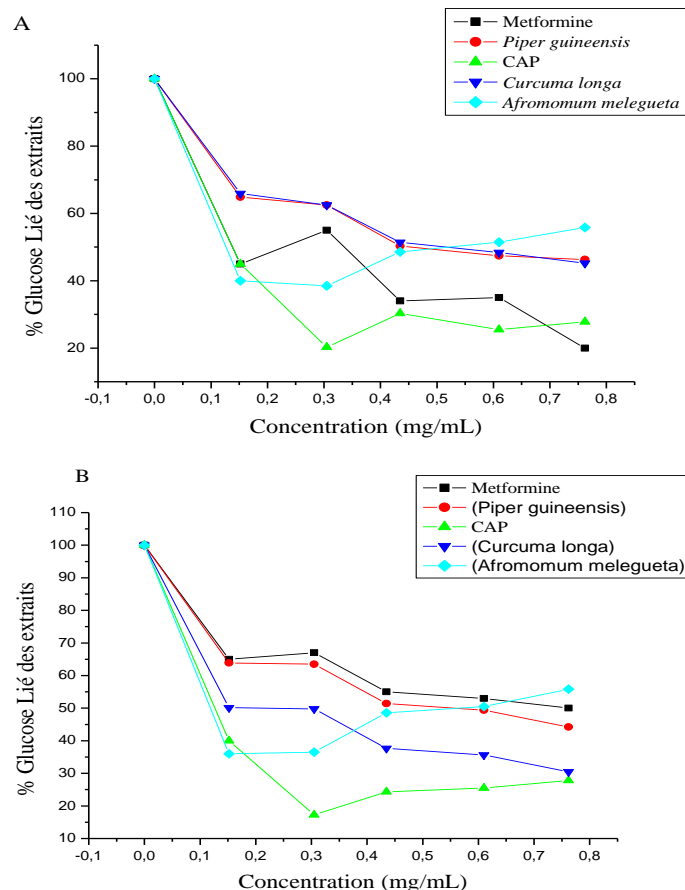 A
Metformine
Piper guineensis
CAP
Curcuma longa
Afromomum melegueta
% Glucose Lié des extraits
100
80
60
40
20
-0,1 0,0 0,1 0,2 0,3 0,4 0,5 0,6 0,7 0,8
Concentration (mg/mL)
B
Metformine
(Piper guineensis)
CAP
(Curcuma longa)
(Afromomum melegueta)
% Glucose Lié des extraits
110
100
90
80
70
60
50
40
30
20
10
-0,1 0,0 0,1 0,2 0,3 0,4 0,5 0,6 0,7 0,8
Concentration (mg/mL)